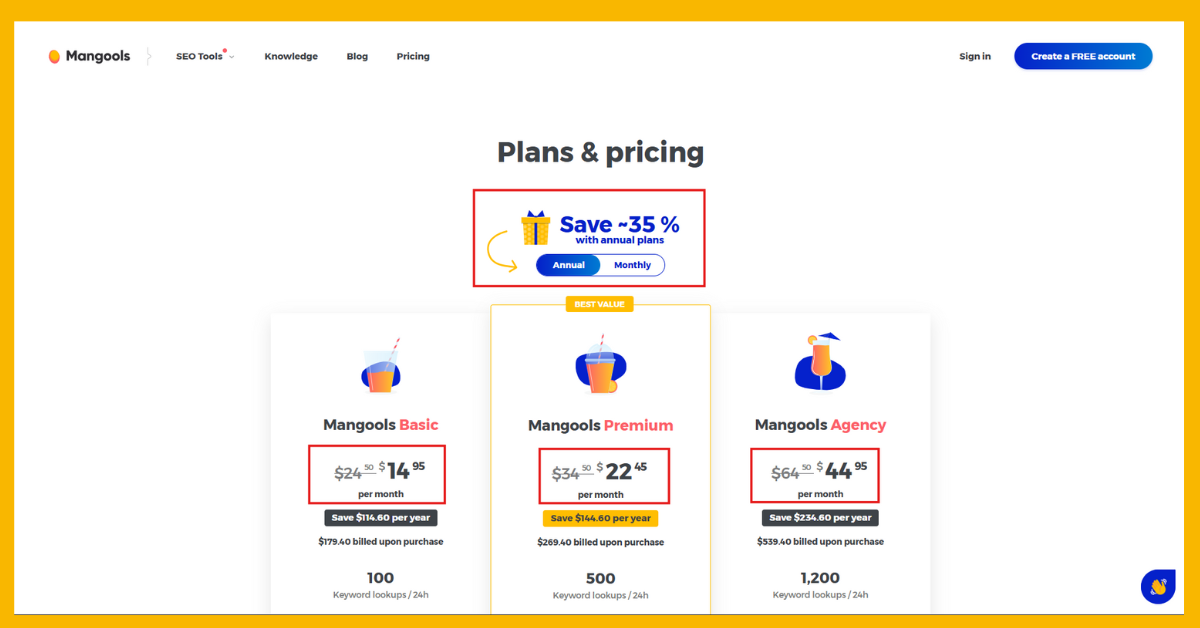 Mangools SEO Tools Knowledge Blog Pricing Sign in Create a FREE account
Plans & pricing
Save ~35 %
with annual plans
Annual Monthly
BEST VALUE
Mangools Basic
$24 50 $ 14 95
per month
Save $114.60 per year
$179.40 billed upon purchase
100
Keyword lookups / 24h
Mangools Premium
$34 50 $ 22 45
per month
Save $144.60 per year
$269.40 billed upon purchase
500
Keyword lookups / 24h
Mangools Agency
$64 50 $ 44 95
per month
Save $234.60 per year
$539.40 billed upon purchase
1,200
Keyword lookups / 24h